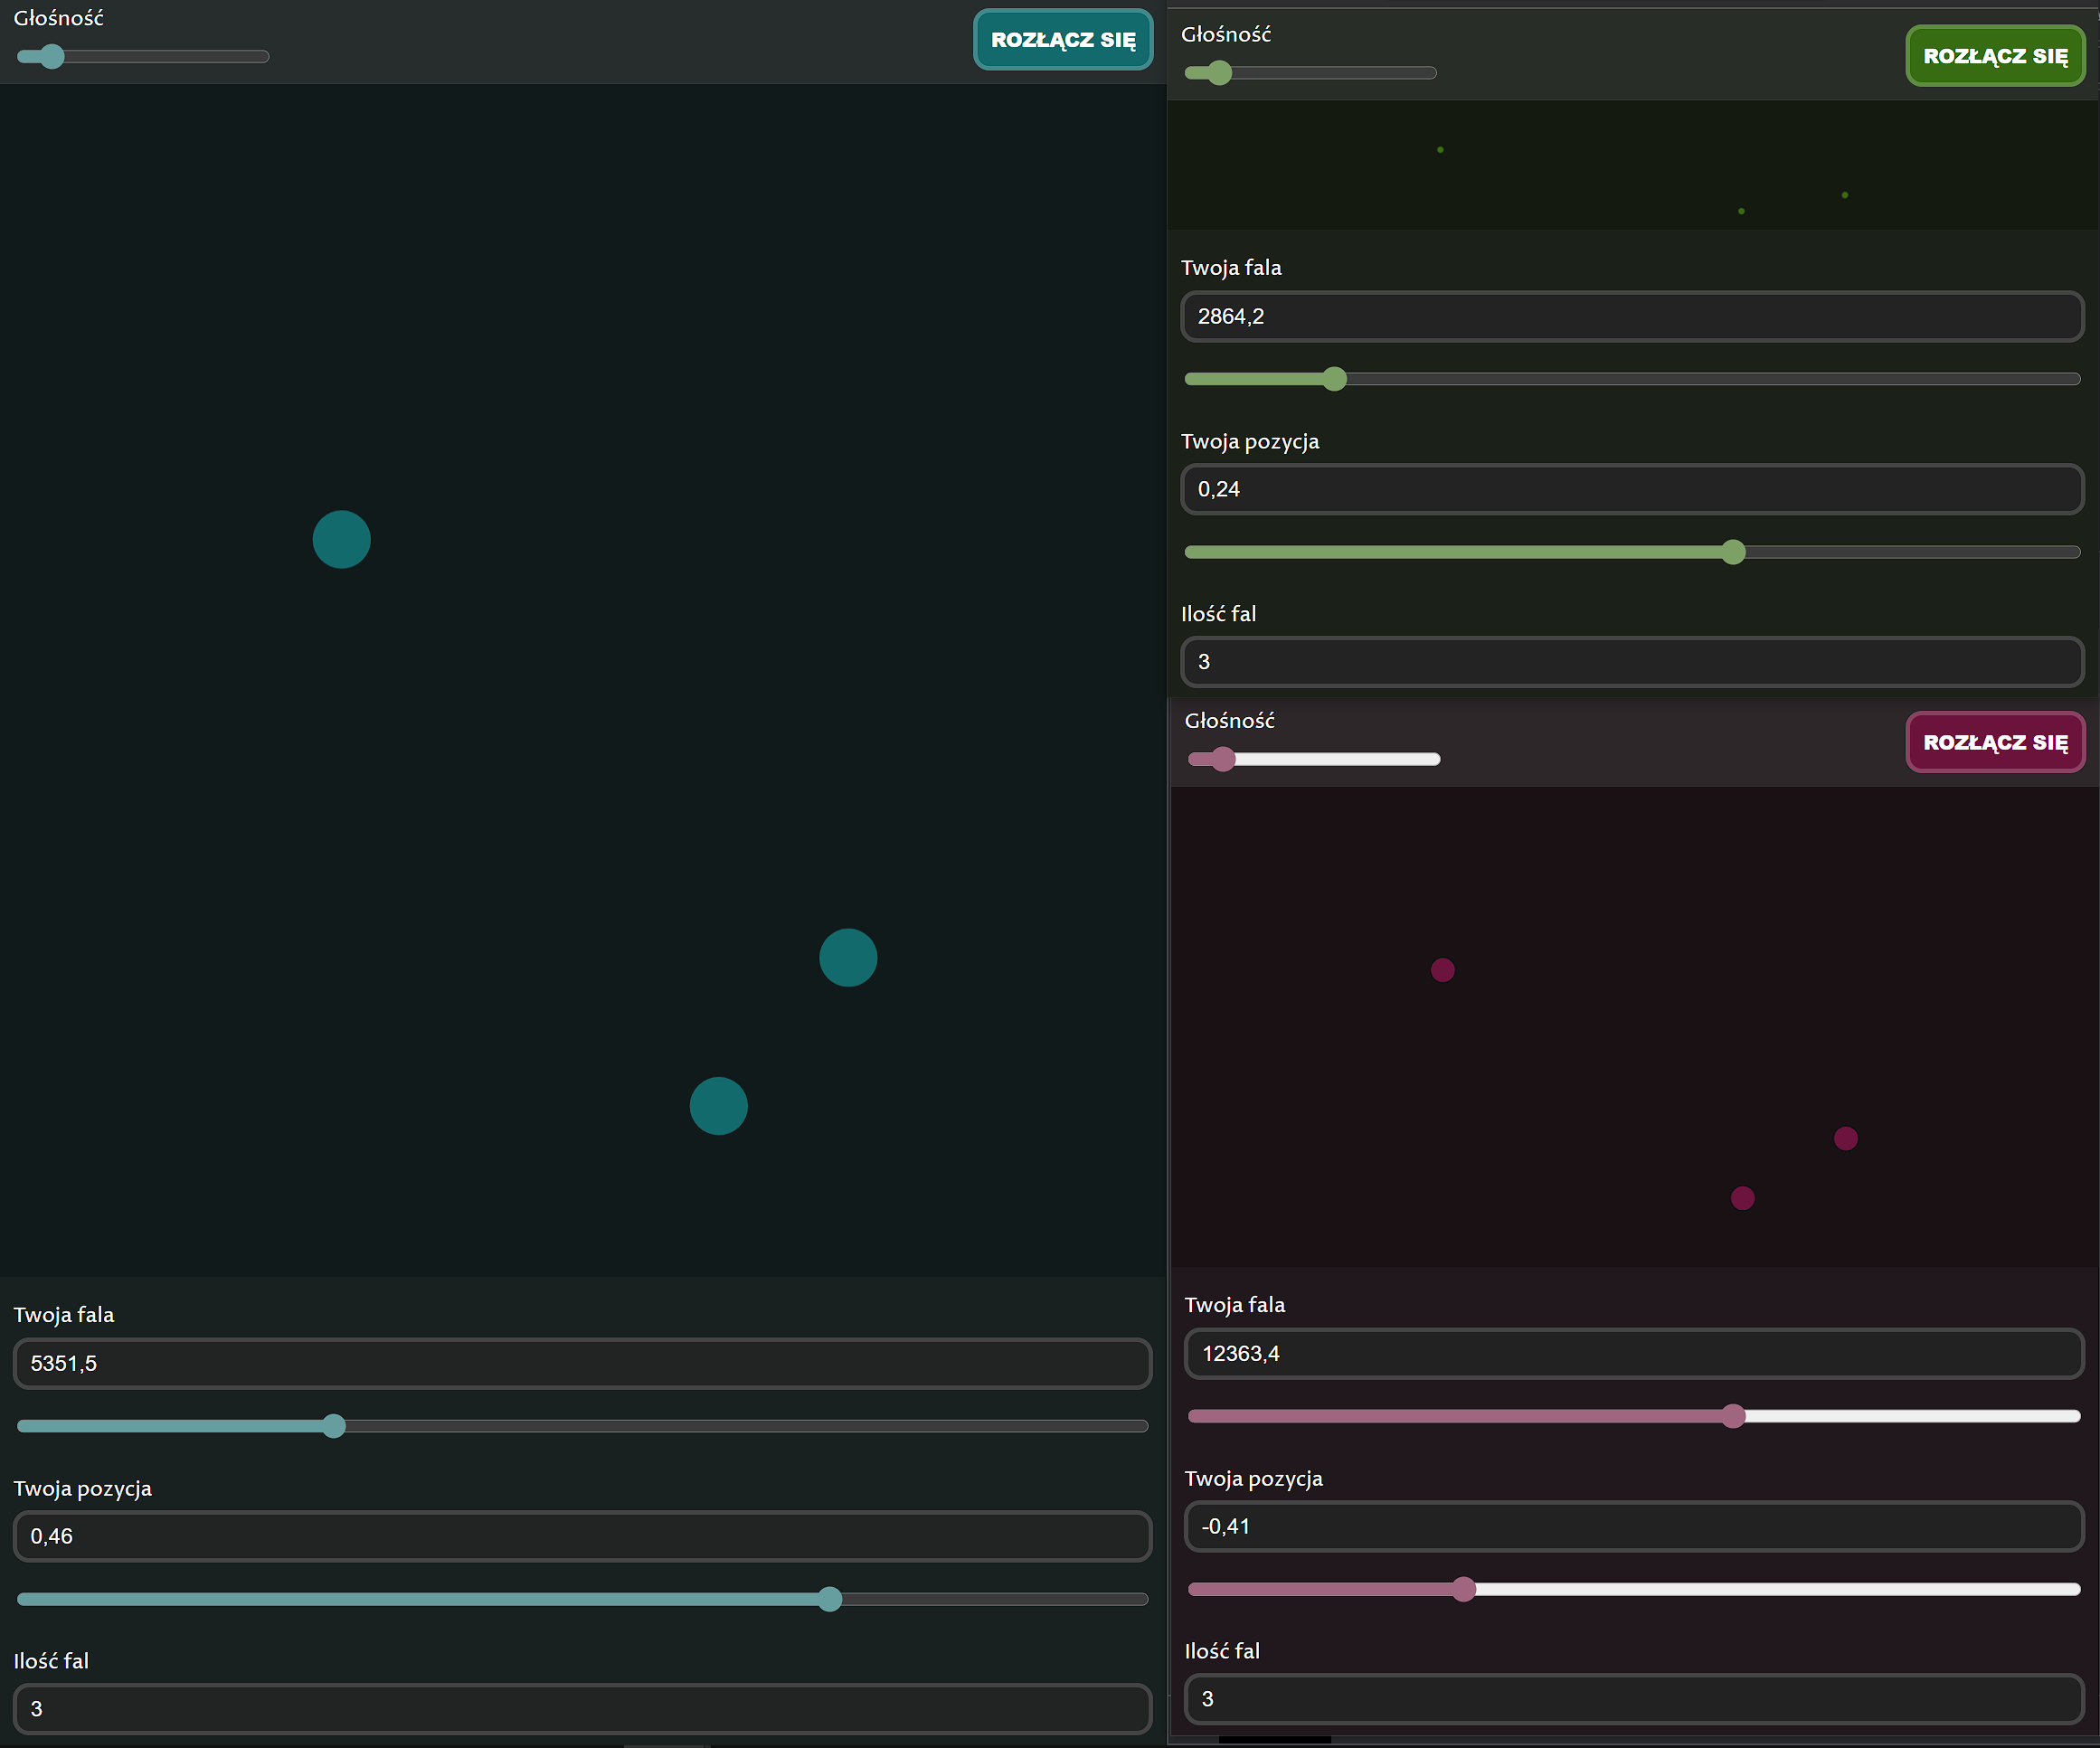 Głośność
ROZŁĄCZ SIĘ
Twoja fala
5351,5
Twoja pozycja
0,46
Ilość fal
3
Głośność
ROZŁĄCZ SIĘ
Twoja fala
2864,2
Twoja pozycja
0,24
Ilość fal
3
Głośność
ROZŁĄCZ SIĘ
Twoja fala
12363,4
Twoja pozycja
-0,41
Ilość fal
3